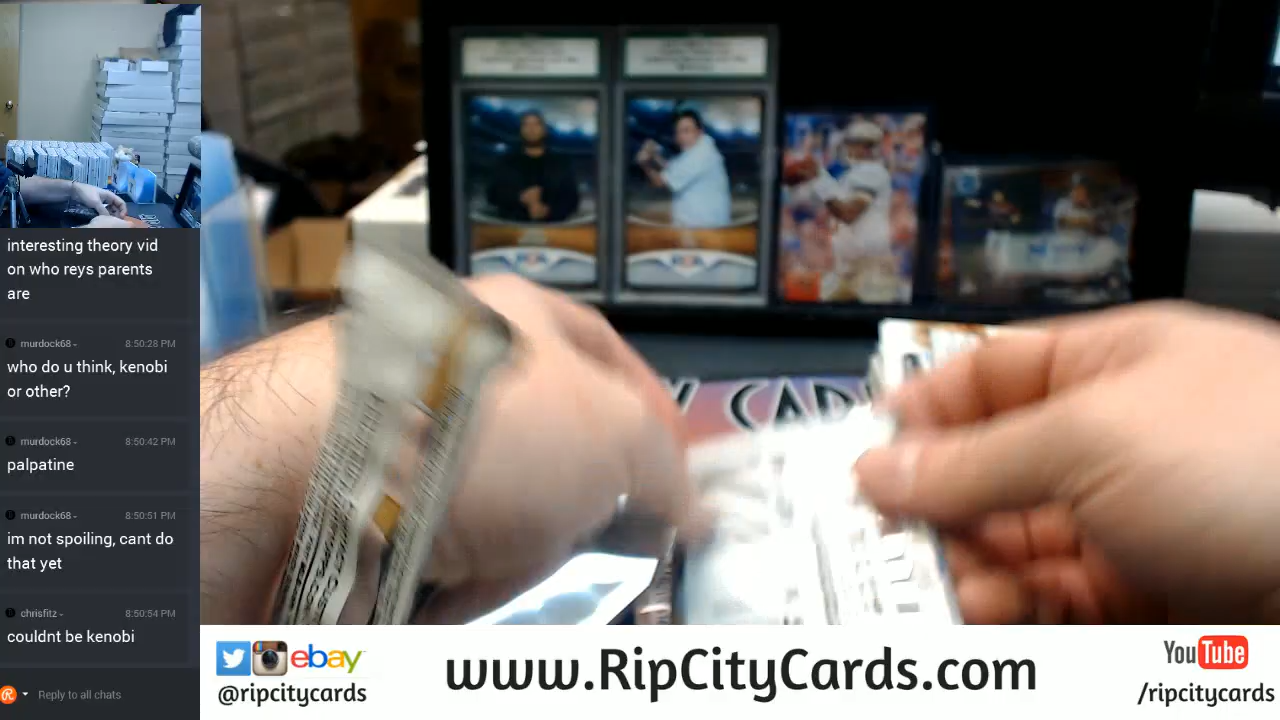 interesting theory vid
on who reys parents
are
murdock68 - 8:50:28 PM
who do u think, kenobi
or other?
murdock68 - 8:50:42 PM
palpatine
murdock68 - 8:50:51 PM
im not spoiling, cant do
that yet
chrisfitz - 8:50:54 PM
couldnt be kenobi
Reply to all chats
Y CAR
ebay
@ripcitycards
www.RipCityCards.com
YouTube
/ripcitycards